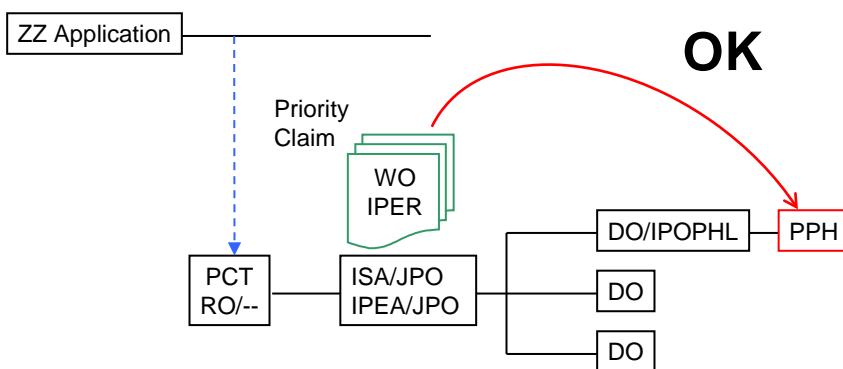 ZZ Application
OK
Priority
Claim
WO
IPER
DO/IPOPHL
PPH
PCT
RO/--
ISA/JPO
IPEA/JPO
DO
DO